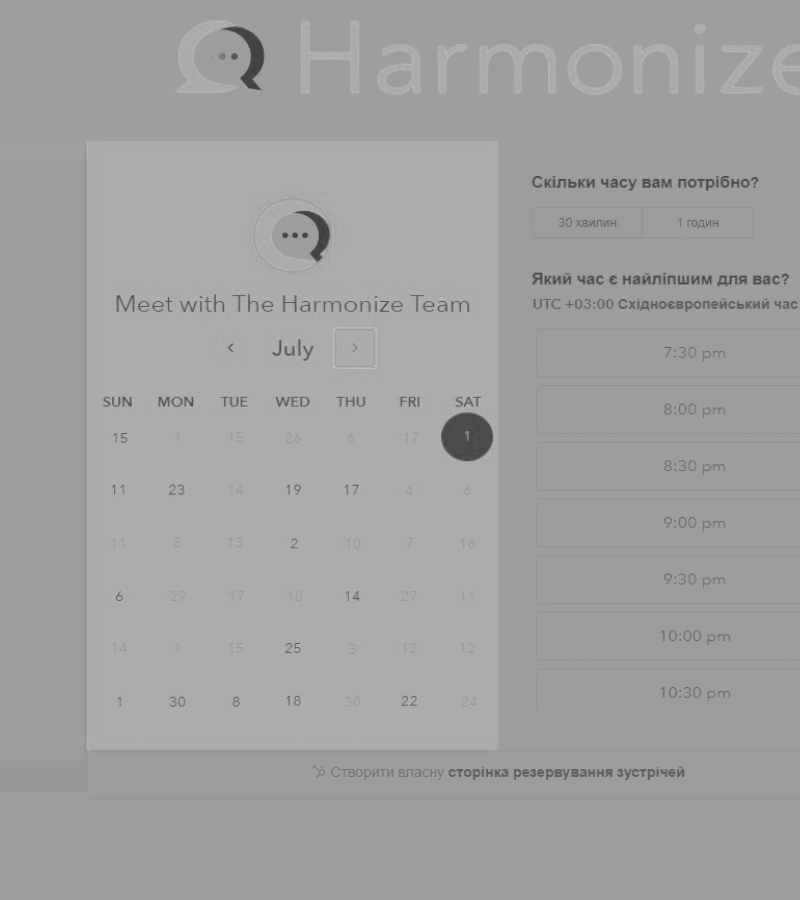 Harmonize
Meet with The Harmonize Team
July
SUN MON TUE WED THU FRI SAT
15 1 15 26 6 17 1
11 23 14 19 17 4 6
11 8 13 2 10 7 18
6 29 17 10 14 27 11
14 1 15 25 3 12 12
1 30 8 18 30 22 24
Скільки часу вам потрібно?
30 хвилин 1 годин
Який час є найліпшим для вас?
UTC +03:00 Східноєвропейський час
7:30 pm
8:00 pm
8:30 pm
9:00 pm
9:30 pm
10:00 pm
10:30 pm
Створити власну сторінка резервування зустрічей